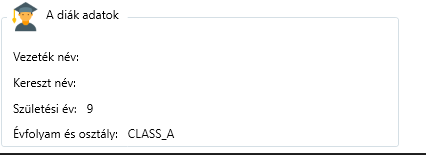 A diák adatok
Vezeték név:
Kereszt név:
Születési év: 9
Évfolyam és osztály: CLASS_A